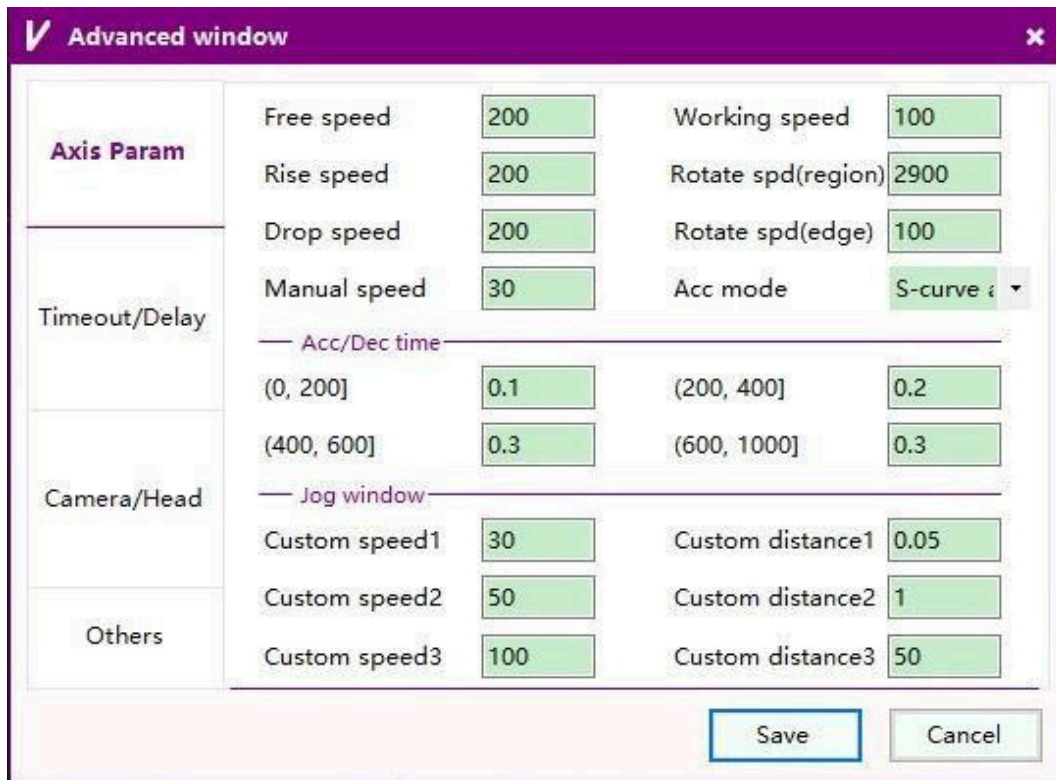 V Advanced window
Axis Param
Timeout/Delay
Camera/Head
Others
Free speed 200 Working speed 100
Rise speed 200 Rotate spd(region) 2900
Drop speed 200 Rotate spd(edge) 100
Manual speed 30 Acc mode S-curve
Acc/Dec time
(0, 200] 0.1 (200, 400] 0.2
(400, 600] 0.3 (600, 1000] 0.3
Jog window
Custom speed1 30 Custom distance1 0.05
Custom speed2 50 Custom distance2 1
Custom speed3 100 Custom distance3 50
Save Cancel